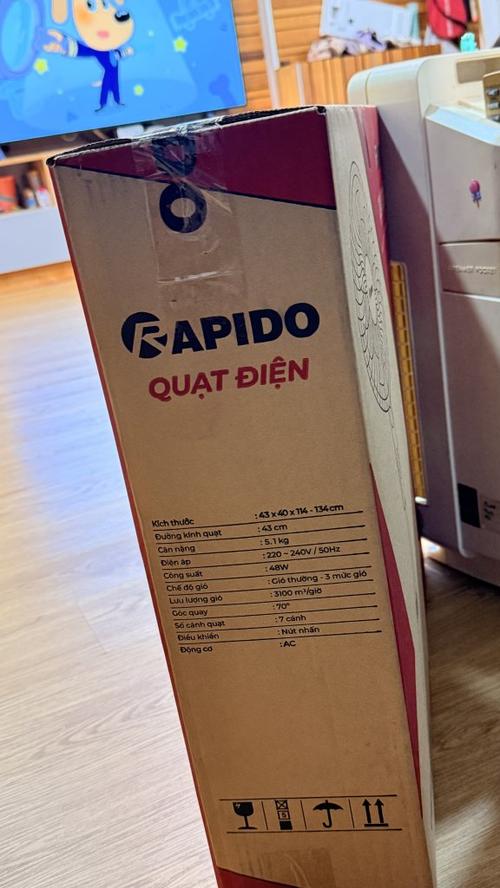 RAPIDO
QUẠT ĐIỆN
Kích thước : 43 x 40 x 114 - 134cm
Đường kính quạt : 43 cm
Cân nặng : 5.1 kg
Điện áp : 220 ~ 240V / 50Hz
Công suất : 48W
Chế độ gió : Gió thường - 3 mức gió
Lưu lượng gió : 3100 m³/giờ
Góc quay : 70°
Số cánh quạt : 7 cánh
Điều khiển : Nút nhấn
Động cơ : AC
5